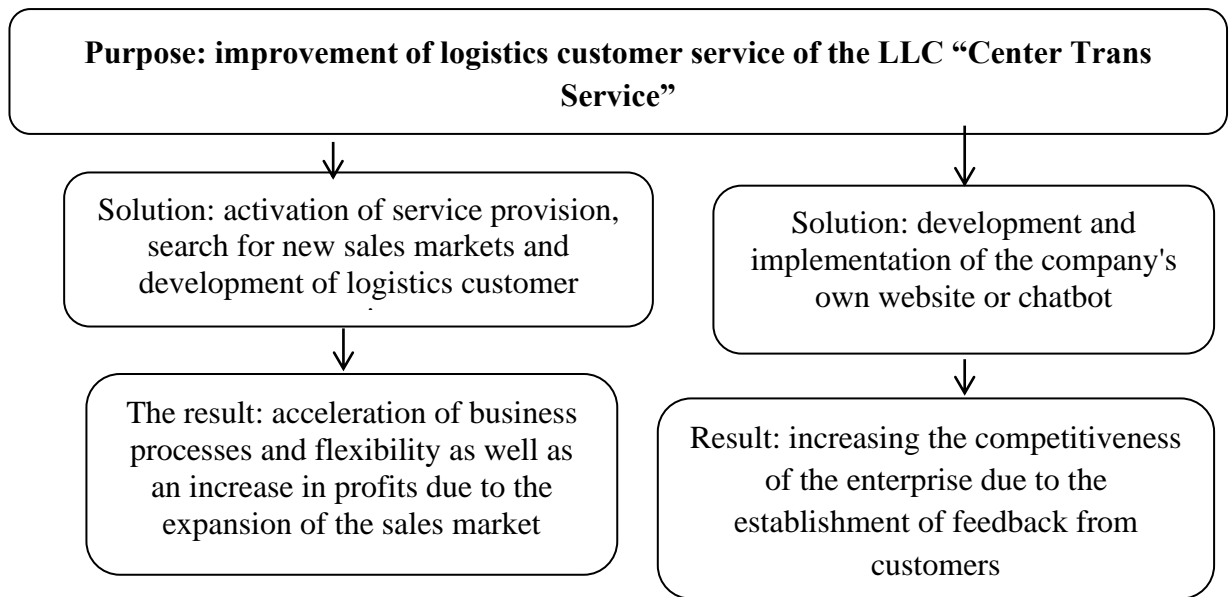 Purpose: improvement of logistics customer service of the LLC “Center Trans
Service”
Solution: activation of service provision,
search for new sales markets and
development of logistics customer
The result: acceleration of business
processes and flexibility as well as
an increase in profits due to the
expansion of the sales market
Solution: development and
implementation of the company's
own website or chatbot
Result: increasing the competitiveness
of the enterprise due to the
establishment of feedback from
customers